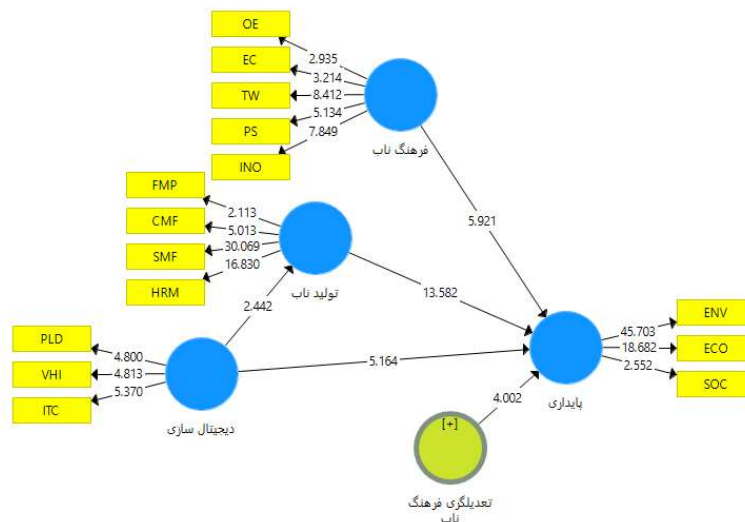 OE
2.935
EC
3.214
TW
8.412
PS
5.134
INO
7.849
فرهنگ ناب
FMP
2.113
CMF
5.013
SMF
30.069
HRM
16.830
تولید ناب
5.921
13.582
2.442
PLD
4.800
VHI
4.813
ITC
5.370
دیجیتال سازی
5.164
ENV
45.703
ECO
18.682
SOC
2.552
پایداری
4.002
[+]
تعدیلگری فرهنگ
ناب